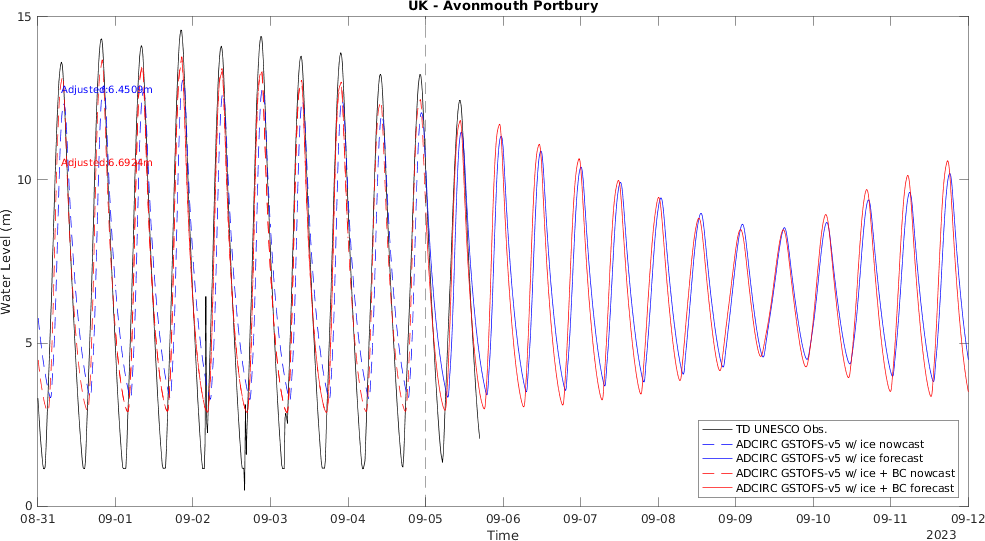 UK - Avonmouth Portbury
15
10
5
0
Water Level (m)
Adjusted:6.4509m
Adjusted:6.6924m
TD UNESCO Obs.
ADCIRC GSTOFS-v5 w/ ice nowcast
ADCIRC GSTOFS-v5 w/ ice forecast
ADCIRC GSTOFS-v5 w/ ice + BC nowcast
ADCIRC GSTOFS-v5 w/ ice + BC forecast
08-31 09-01 09-02 09-03 09-04 09-05 09-06 09-07 09-08 09-09 09-10 09-11 09-12
Time
2023